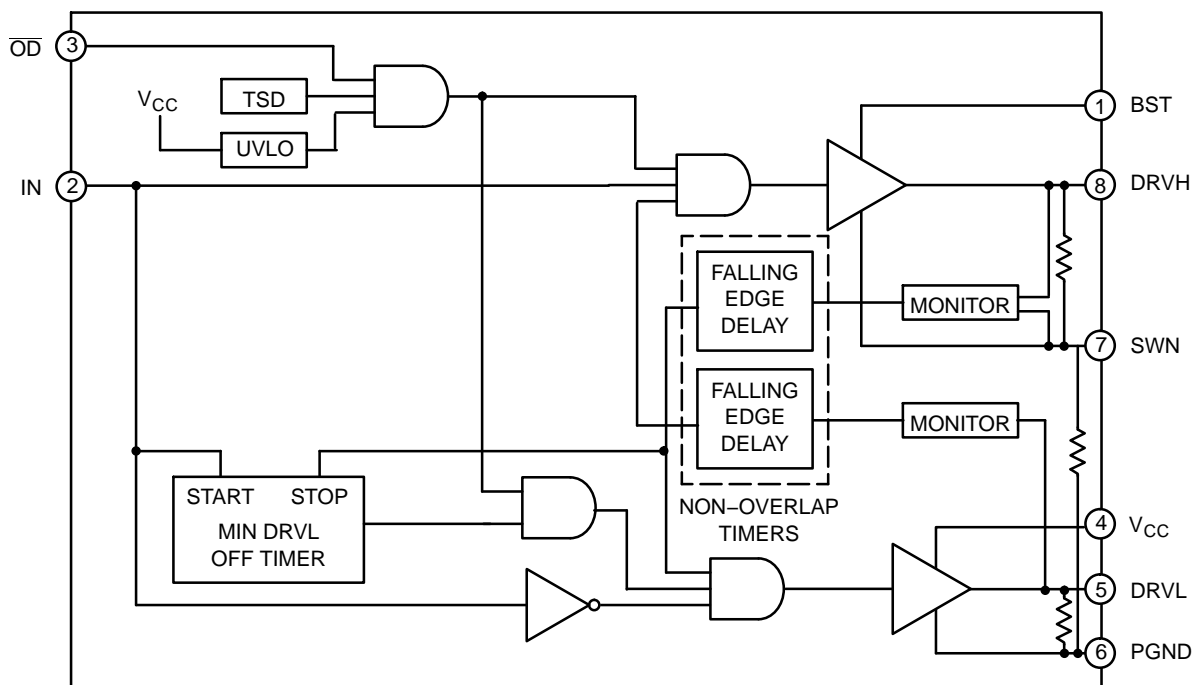 OD
3
TSD
VCC
UVLO
1
BST
IN
2
8
DRVH
FALLING
EDGE
DELAY
MONITOR
7
SWN
FALLING
EDGE
DELAY
MONITOR
START
STOP
MIN DRVL
OFF TIMER
NON−OVERLAP
TIMERS
4
VCC
5
DRVL
6
PGND